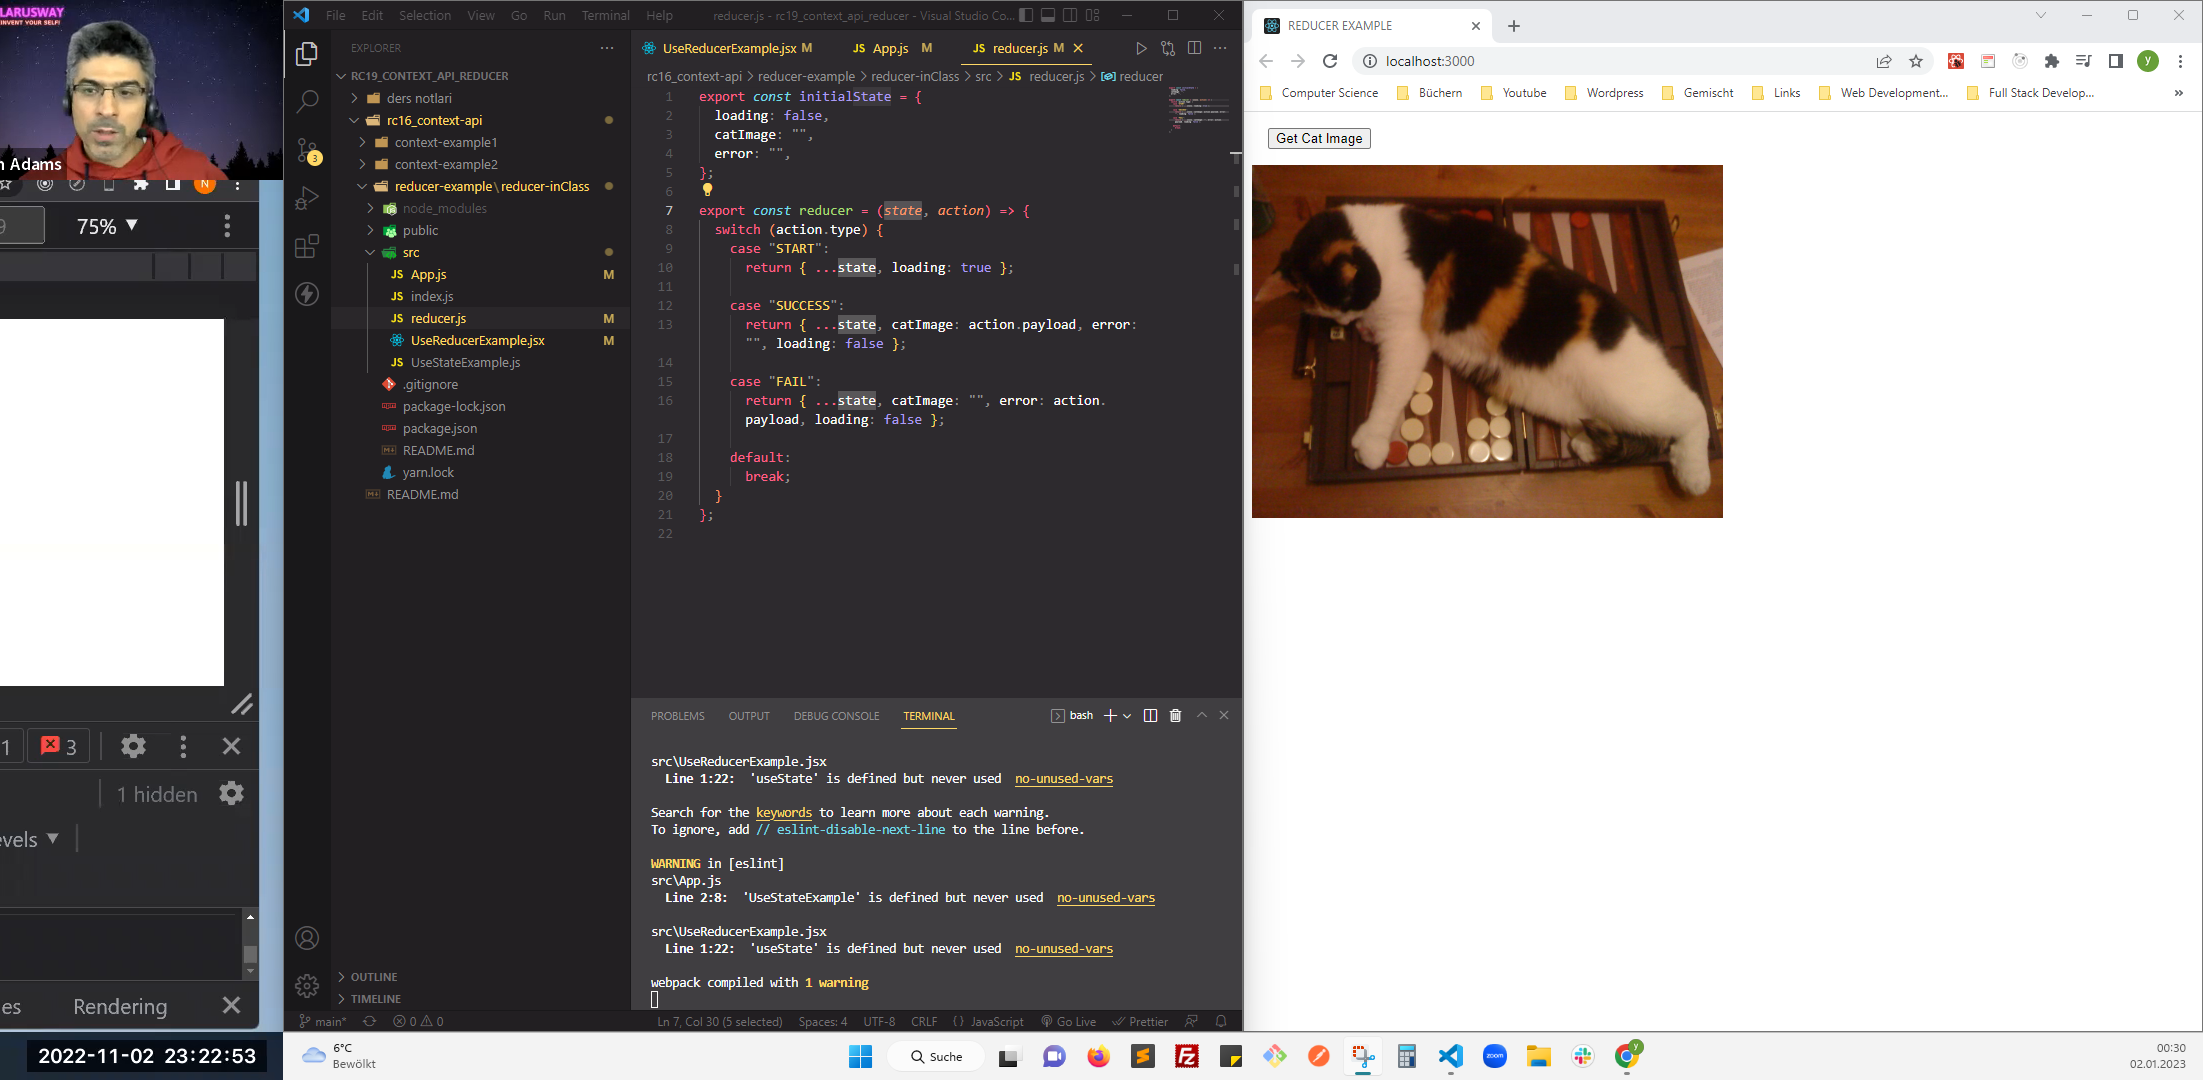 LARUSWAY
INVENT YOUR SELF!
n Adams
N
75% ▼
1
3
1 hidden
evels ▼
es
Rendering
2022-11-02 23:22:53
File Edit Selection View Go Run Terminal Help
reducer.js - rc19_context_api_reducer - Visual Studio Co...
EXPLORER
RC19_CONTEXT_API_REDUCER
ders notlari
rc16_context-api
context-example1
context-example2
reducer-example\reducer-inClass
node_modules
public
src
JS App.js M
JS index.js
JS reducer.js M
UseReducerExample.jsx M
JS UseStateExample.js
.gitignore
package-lock.json
package.json
README.md
yarn.lock
README.md
OUTLINE
TIMELINE
3
UseReducerExample.jsx M
JS App.js M
JS reducer.js M
rc16_context-api > reducer-example > reducer-inClass > src > JS reducer.js > reducer
1 export const initialState = {
2 loading: false,
3 catImage: "",
4 error: "",
5 };
6
7 export const reducer = (state, action) => {
8 switch (action.type) {
9 case "START":
10 return { ...state, loading: true };
11
12 case "SUCCESS":
13 return { ...state, catImage: action.payload, error:
"", loading: false };
14
15 case "FAIL":
16 return { ...state, catImage: "", error: action.
payload, loading: false };
17
18 default:
19 break;
20 }
21 };
22
PROBLEMS OUTPUT DEBUG CONSOLE TERMINAL
bash
src\UseReducerExample.jsx
Line 1:22: 'useState' is defined but never used no-unused-vars
Search for the keywords to learn more about each warning.
To ignore, add // eslint-disable-next-line to the line before.
WARNING in [eslint]
src\App.js
Line 2:8: 'UseStateExample' is defined but never used no-unused-vars
src\UseReducerExample.jsx
Line 1:22: 'useState' is defined but never used no-unused-vars
webpack compiled with 1 warning
main* 0 0
Ln 7, Col 30 (5 selected) Spaces: 4 UTF-8 CRLF {} JavaScript Go Live Prettier
REDUCER EXAMPLE
localhost:3000
y
Computer Science Büchern Youtube Wordpress Gemischt Links Web Development... Full Stack Develop... »
Get Cat Image
6°C
Bewölkt
Suche
zoom
y
00:30
02.01.2023